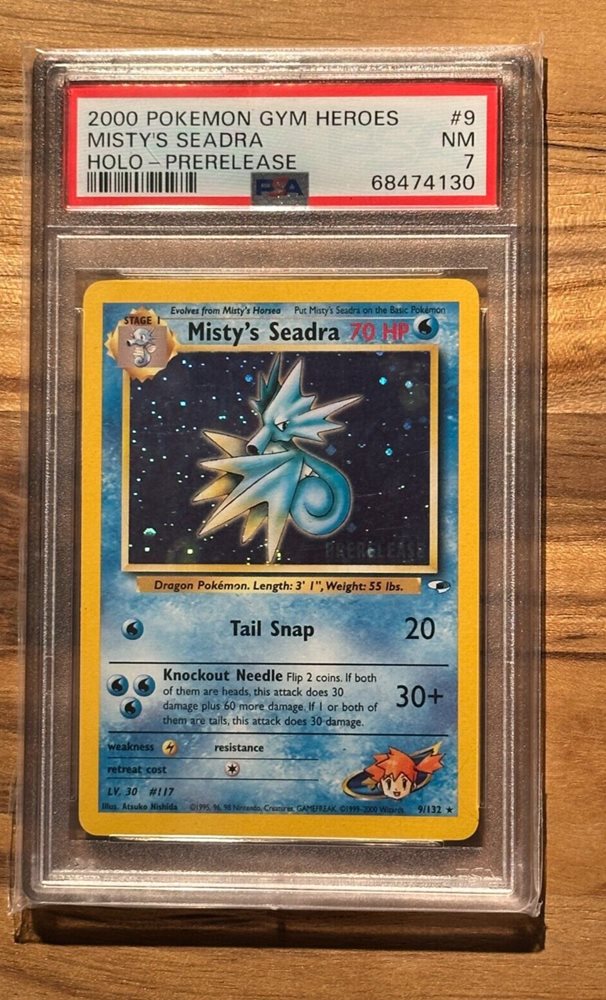 2000 POKEMON GYM HEROES #9
MISTY'S SEADRA NM
HOLO - PRERELEASE 7
PSA 68474130
Evolves from Misty's Horsea Put Misty's Seadra on the Basic Pokémon
STAGE 1
Misty's Seadra 70 HP
PRERELEASE
Dragon Pokémon. Length: 3' 1", Weight: 55 lbs.
Tail Snap 20
Knockout Needle Flip 2 coins. If both
of them are heads, this attack does 30
damage plus 60 more damage. If 1 or both of
them are tails, this attack does 30 damage.
30+
weakness resistance
retreat cost
LV. 30 #117
Illus. Atsuko Nishida ©1995, 96, 98 Nintendo, Creatures, GAMEFREAK. ©1999-2000 Wizards. 9/132 ★